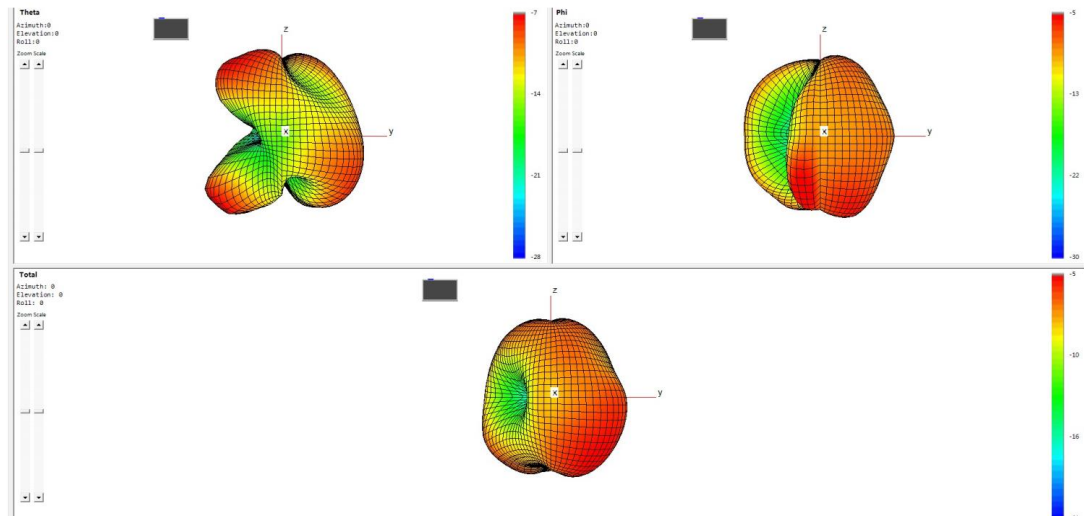 Theta
Azimuth:0
Elevation:0
Roll:0
Zoom Scale
z
x
y
-7
-14
-21
-28
Phi
Azimuth:0
Elevation:0
Roll:0
Zoom Scale
z
x
y
-5
-13
-22
-30
Total
Azimuth: 0
Elevation: 0
Roll: 0
Zoom Scale
z
x
y
-5
-10
-16